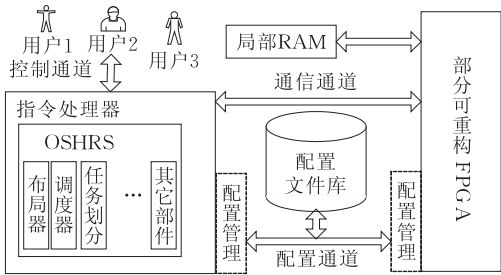 用户1
用户2
用户3
控制通道
局部RAM
通信通道
指令处理器
OSHRS
布局器
调度器
任务划分
…
其它部件
配置
文件库
配置管理
配置管理
配置通道
部分可重构FPGA